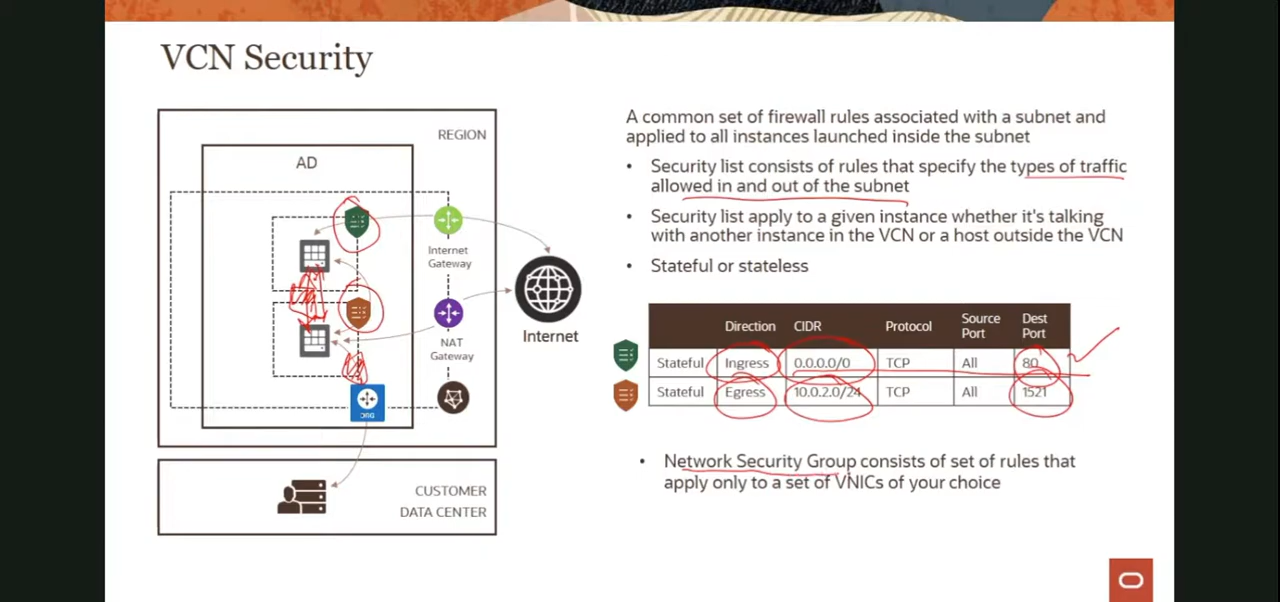 VCN Security
REGION
AD
Internet
Gateway
Internet
NAT
Gateway
DRG
CUSTOMER
DATA CENTER
A common set of firewall rules associated with a subnet and
applied to all instances launched inside the subnet
• Security list consists of rules that specify the types of traffic
allowed in and out of the subnet
• Security list apply to a given instance whether it's talking
with another instance in the VCN or a host outside the VCN
• Stateful or stateless
Direction CIDR Protocol Source Port Dest Port
Stateful Ingress 0.0.0.0/0 TCP All 80
Stateful Egress 10.0.2.0/24 TCP All 1521
• Network Security Group consists of set of rules that
apply only to a set of VNICs of your choice